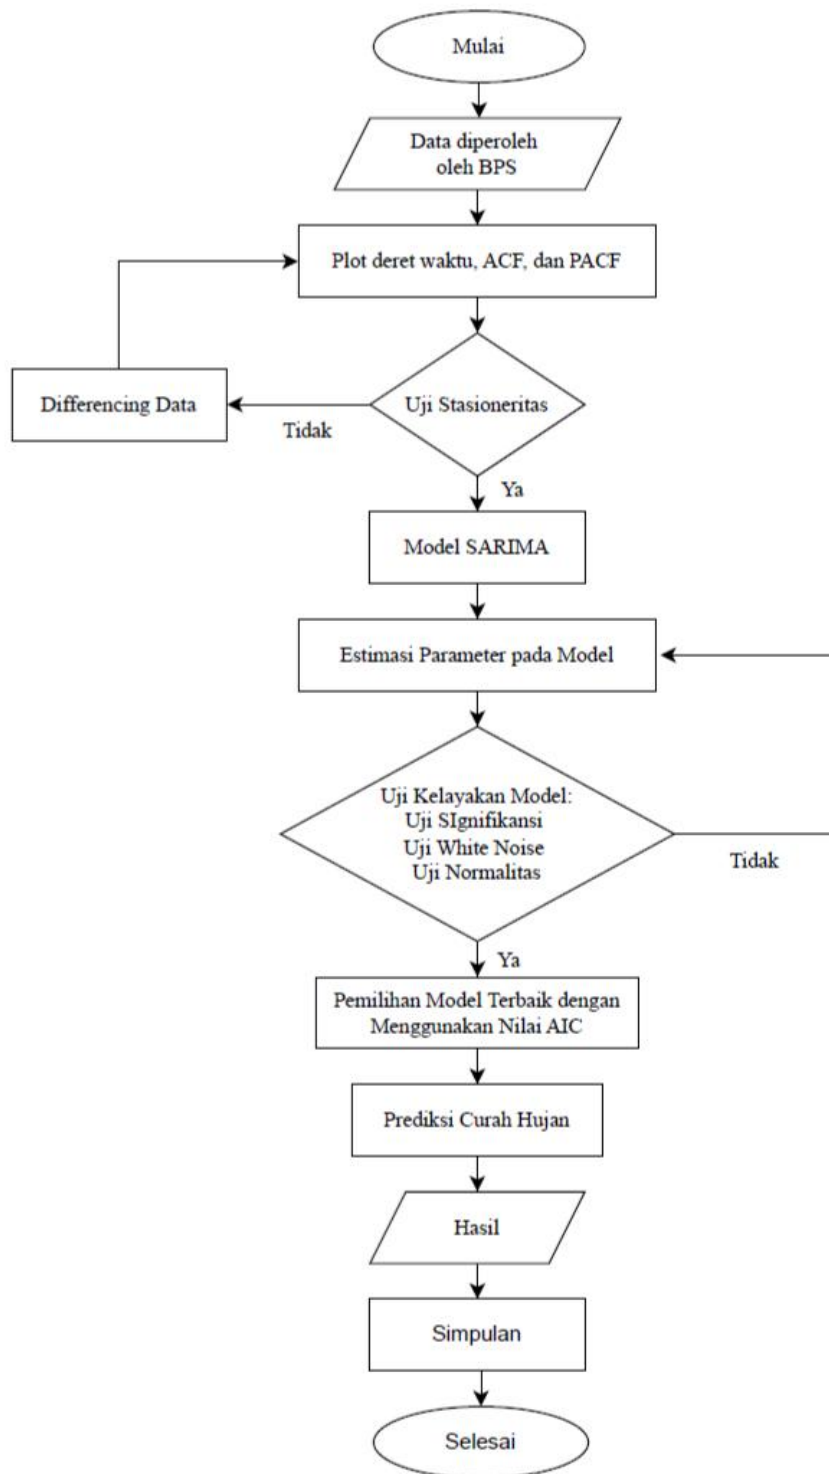 Mulai
Data diperoleh
oleh BPS
Plot deret waktu, ACF, dan PACF
Uji Stasioneritas
Tidak
Differencing Data
Ya
Model SARIMA
Estimasi Parameter pada Model
Uji Kelayakan Model:
Uji SIgnifikansi
Uji White Noise
Uji Normalitas
Tidak
Ya
Pemilihan Model Terbaik dengan
Menggunakan Nilai AIC
Prediksi Curah Hujan
Hasil
Simpulan
Selesai